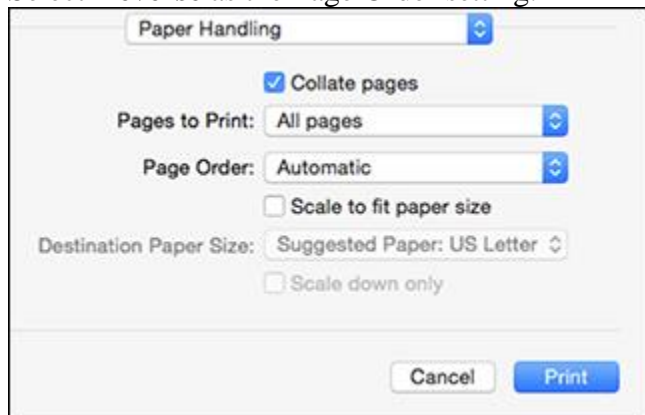 Paper Handling
Collate pages
Pages to Print: All pages
Page Order: Automatic
Scale to fit paper size
Destination Paper Size: Suggested Paper: US Letter
Scale down only
Cancel Print